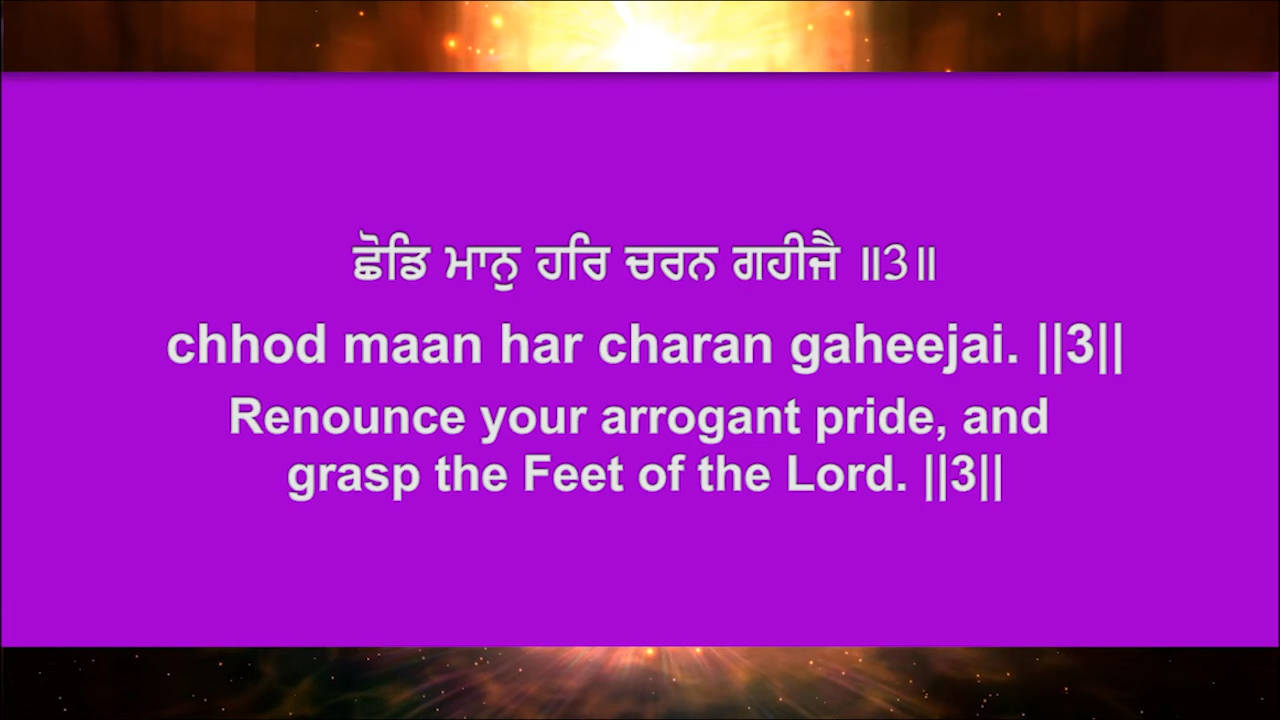 ਛੋਡਿ ਮਾਨੁ ਹਰਿ ਚਰਨ ਗਹੀਜੈ ॥3॥
chhod maan har charan gaheejai. ||3||
Renounce your arrogant pride, and
grasp the Feet of the Lord. ||3||